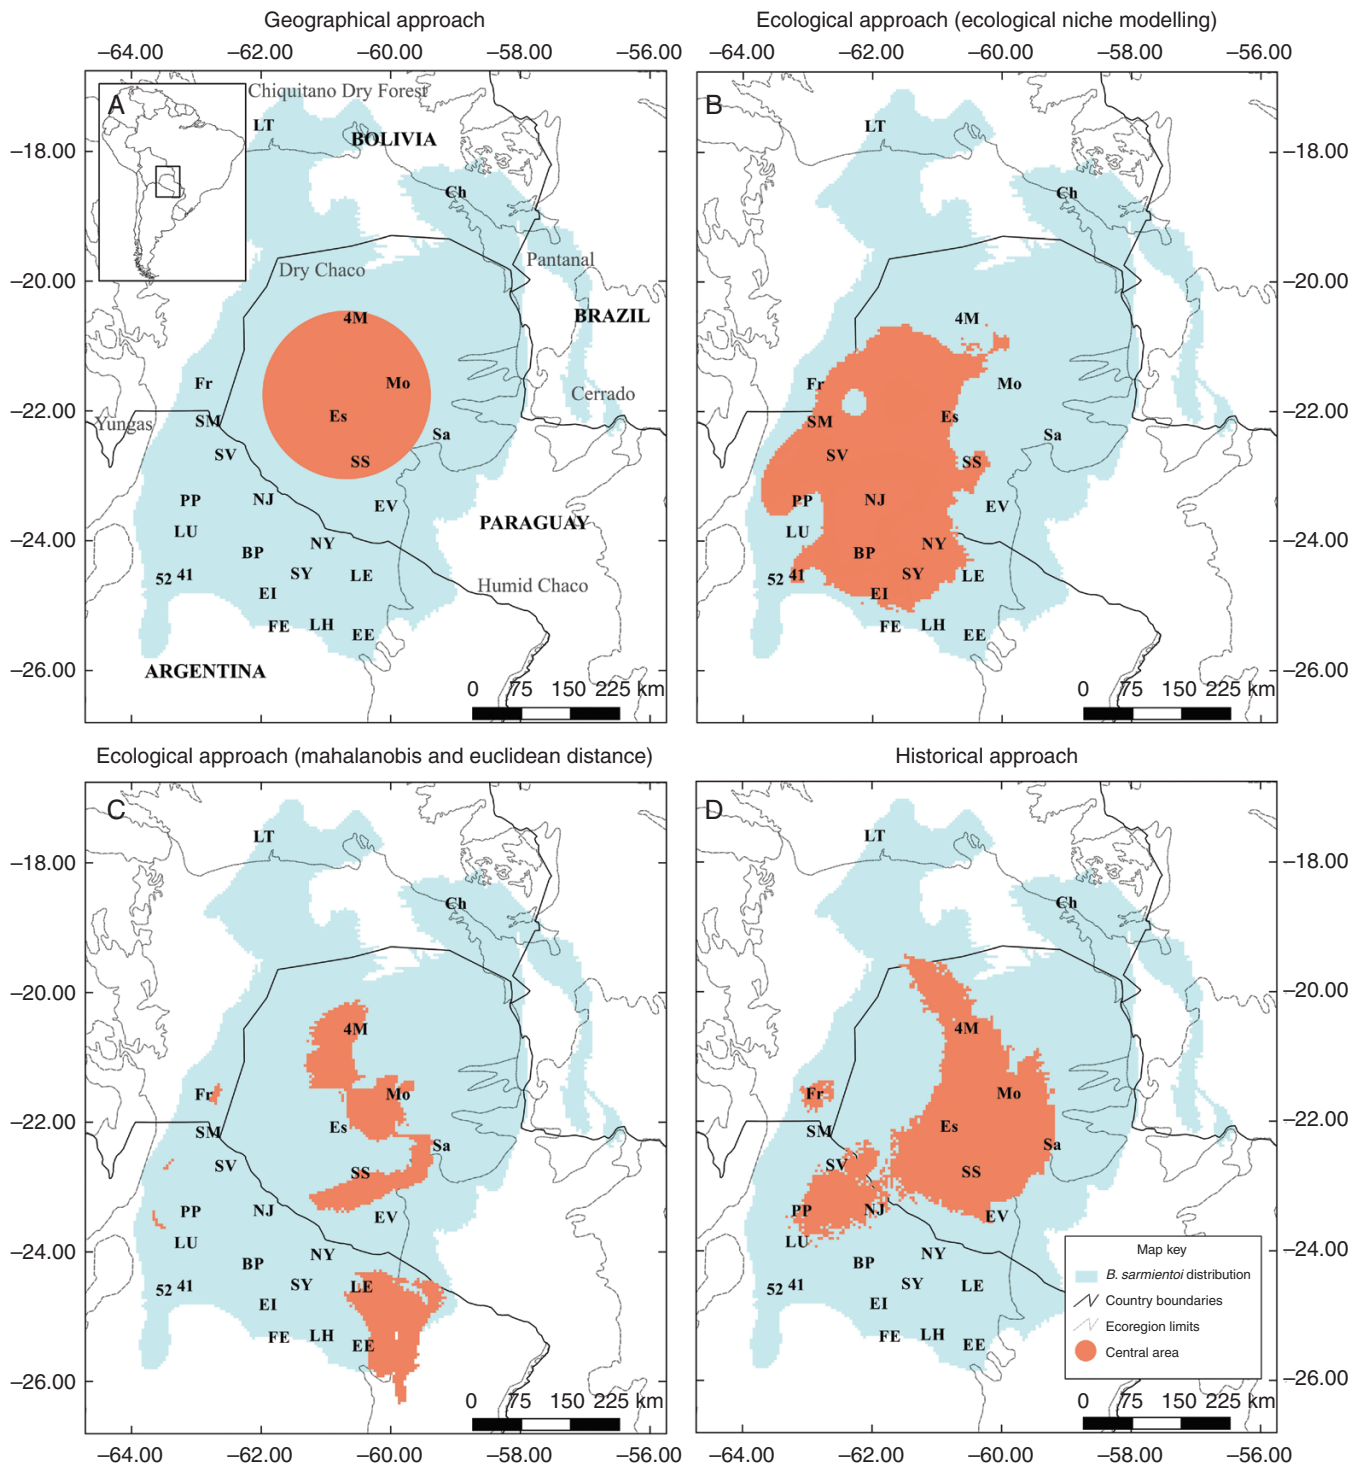 Geographical approach
Ecological approach (ecological niche modelling)
−64.00 −62.00 −60.00 −58.00 −56.00
−64.00 −62.00 −60.00 −58.00 −56.00
A
Chiquitano Dry Forest
LT
BOLIVIA
−18.00
Ch
Pantanal
Dry Chaco
−20.00
4M
BRAZIL
Fr
Mo
Cerrado
−22.00
Yungas
SM
Es
Sa
SV
SS
PP
NJ
EV
LU
PARAGUAY
−24.00
BP
NY
52 41
SY
LE
EI
Humid Chaco
FE
LH
EE
−26.00
ARGENTINA
0 75 150 225 km
B
LT
−18.00
Ch
−20.00
4M
Fr
Mo
−22.00
SM
Es
Sa
SV
SS
PP
NJ
EV
LU
−24.00
BP
NY
52 41
SY
LE
EI
FE
LH
EE
−26.00
0 75 150 225 km
Ecological approach (mahalanobis and euclidean distance)
Historical approach
C
LT
−18.00
Ch
−20.00
4M
Fr
Mo
−22.00
SM
Es
Sa
SV
SS
PP
NJ
EV
LU
−24.00
BP
NY
52 41
SY
LE
EI
FE
LH
EE
−26.00
0 75 150 225 km
−64.00 −62.00 −60.00 −58.00 −56.00
D
LT
−18.00
Ch
−20.00
4M
Fr
Mo
−22.00
SM
Es
Sa
SV
SS
PP
NJ
EV
LU
−24.00
BP
NY
52 41
SY
LE
EI
FE
LH
EE
−26.00
Map key
B. sarmientoi distribution
Country boundaries
Ecoregion limits
Central area
0 75 150 225 km
−64.00 −62.00 −60.00 −58.00 −56.00